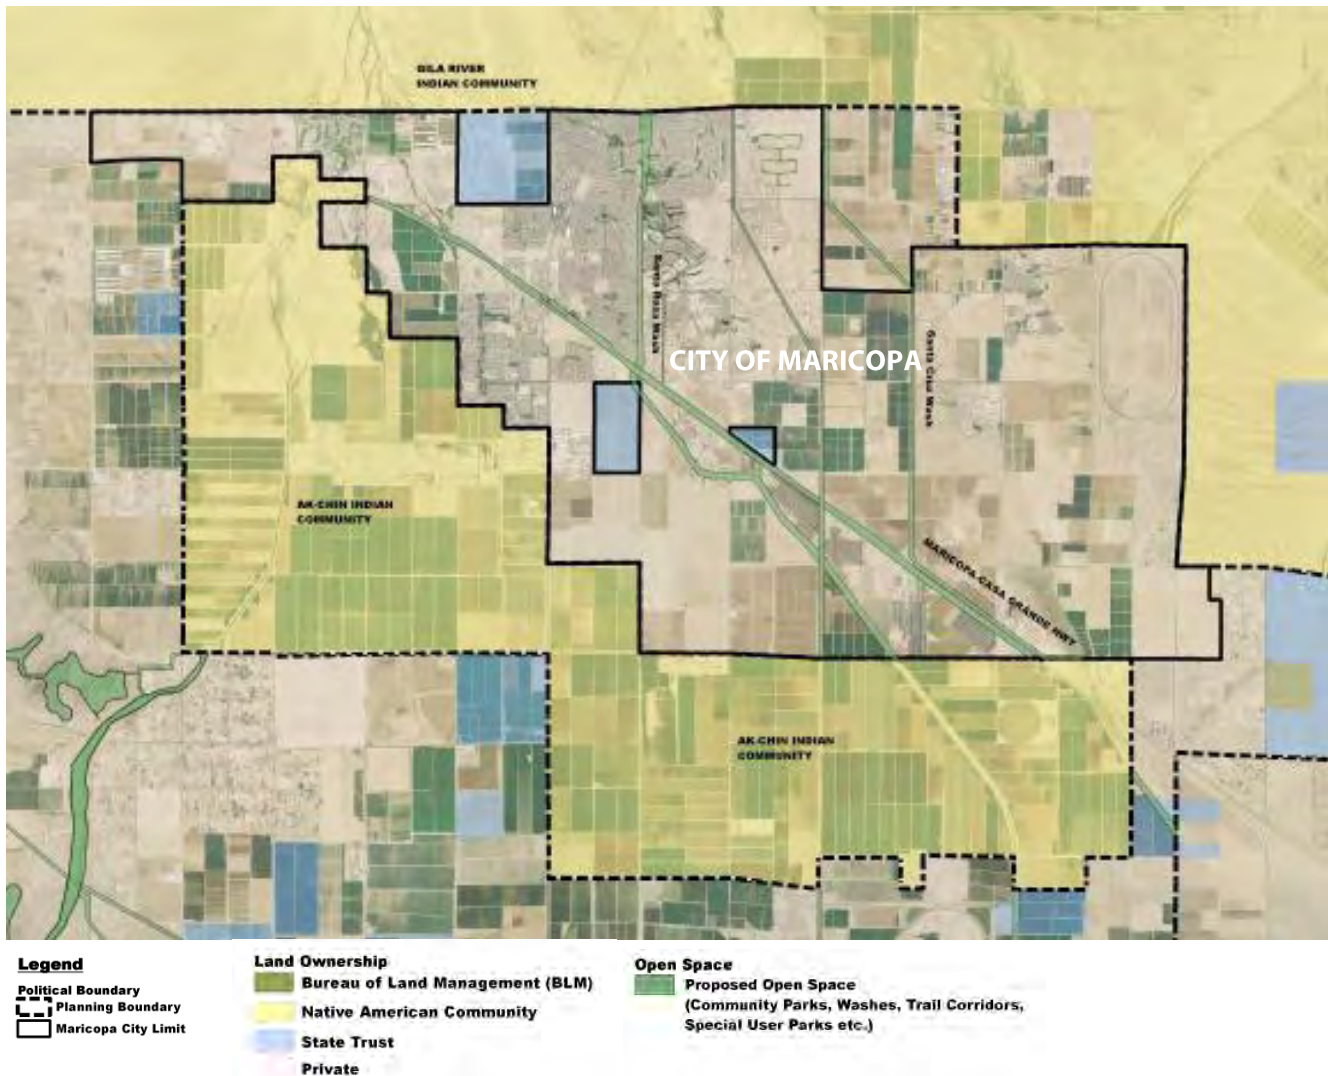 GILA RIVER
INDIAN COMMUNITY
Santa Rosa Wash
CITY OF MARICOPA
Santa Cruz Wash
AK-CHIN INDIAN
COMMUNITY
MARICOPA-CASA GRANDE HWY
AK-CHIN INDIAN
COMMUNITY
Legend
Political Boundary
Planning Boundary
Maricopa City Limit
Land Ownership
Bureau of Land Management (BLM)
Native American Community
State Trust
Private
Open Space
Proposed Open Space
(Community Parks, Washes, Trail Corridors,
Special User Parks etc.)